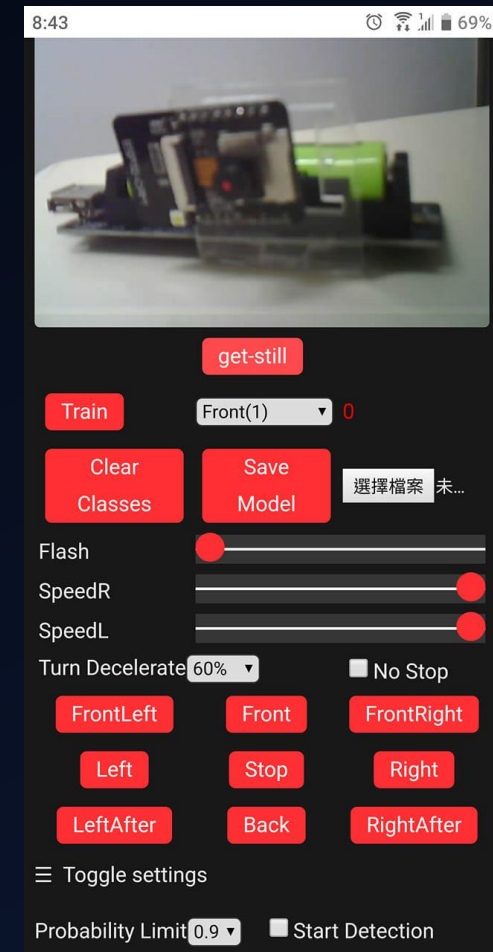 8:43 69%
get-still
Train Front(1) 0
Clear Classes
Save Model
選擇檔案 未...
Flash
SpeedR
SpeedL
Turn Decelerate 60% No Stop
FrontLeft Front FrontRight
Left Stop Right
LeftAfter Back RightAfter
☰ Toggle settings
Probability Limit 0.9 Start Detection